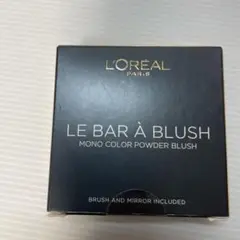 L'ORÉAL
PARIS
LE BAR À BLUSH
MONO COLOR POWDER BLUSH
BRUSH AND MIRROR INCLUDED